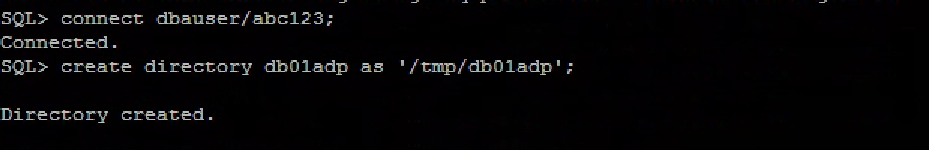 SQL> connect dbauser/abc123;
Connected.
SQL> create directory db01adp as '/tmp/db01adp';
Directory created.